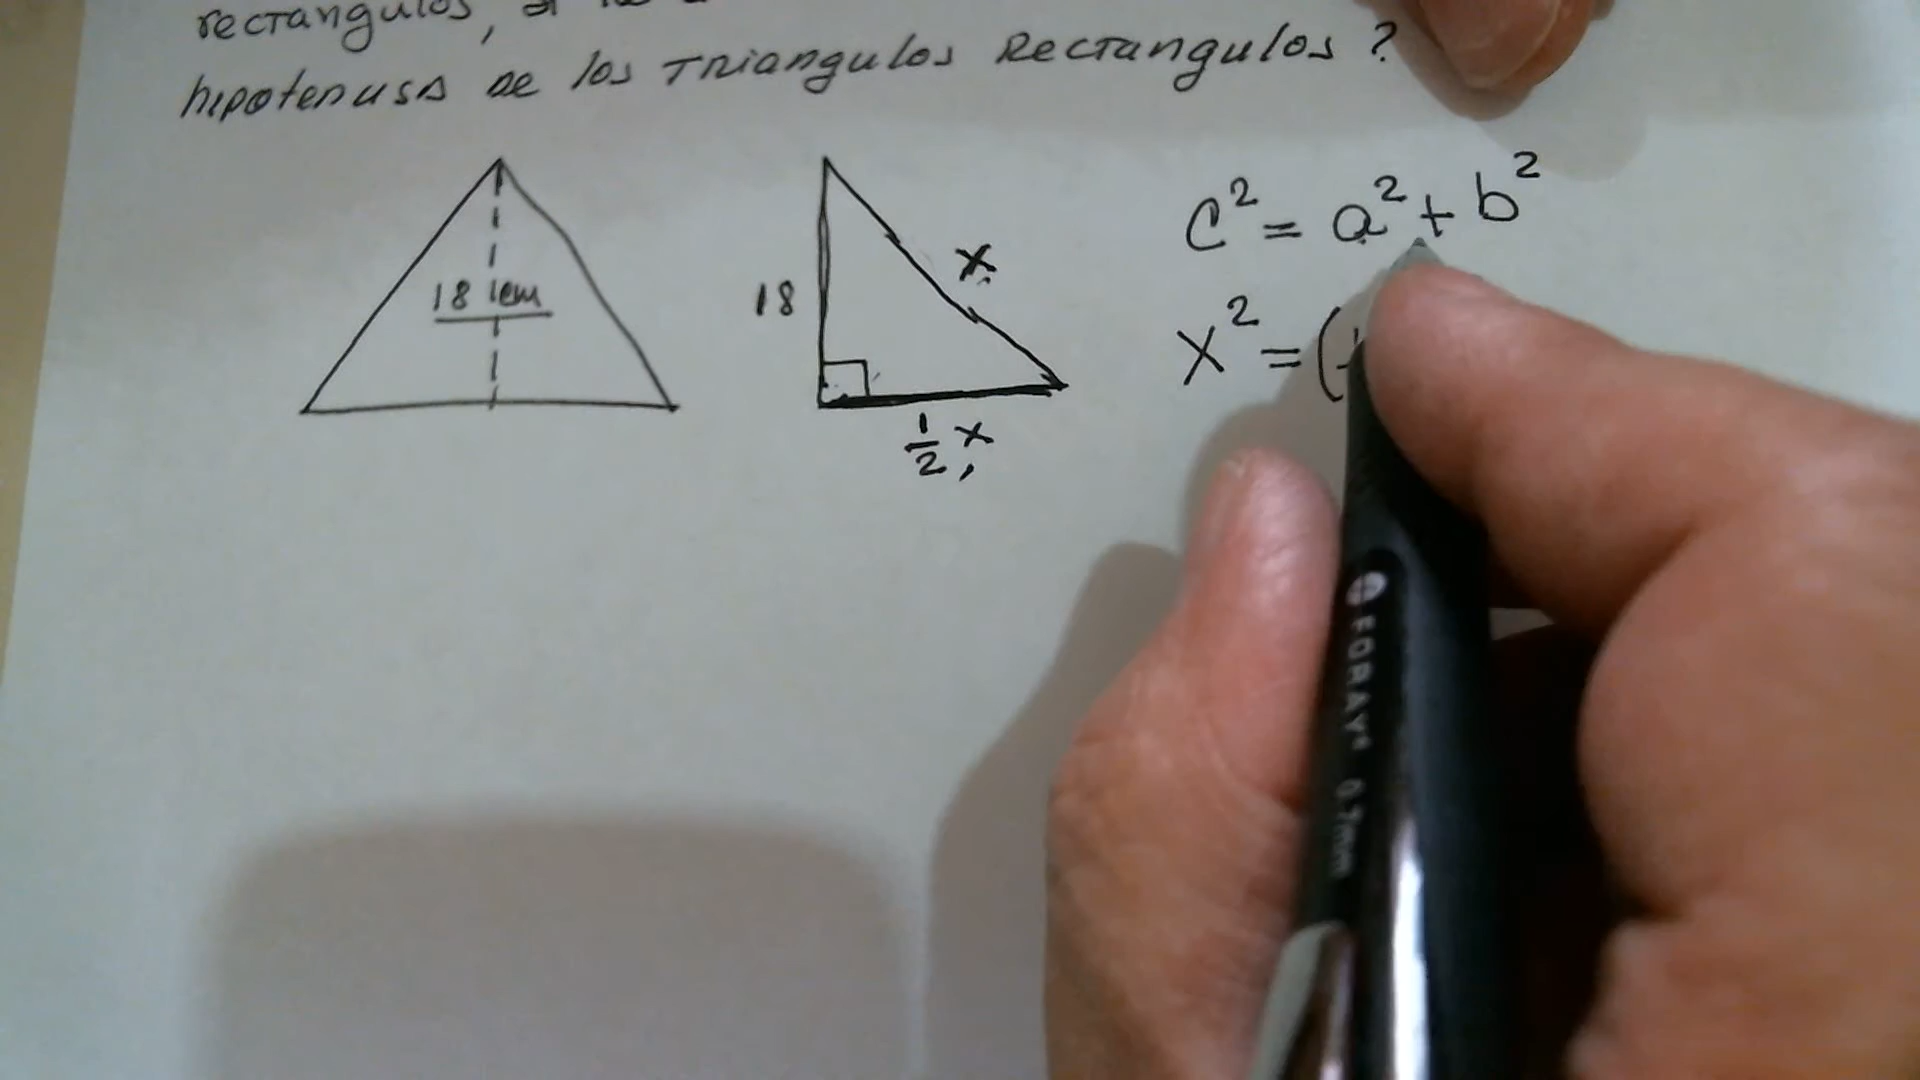 rectangulos,
hipotenusa de los Triangulos Rectangulos ?
18 cm
18
x
1/2 x
c² = a² + b²
x² = (
FORAY 0.7mm